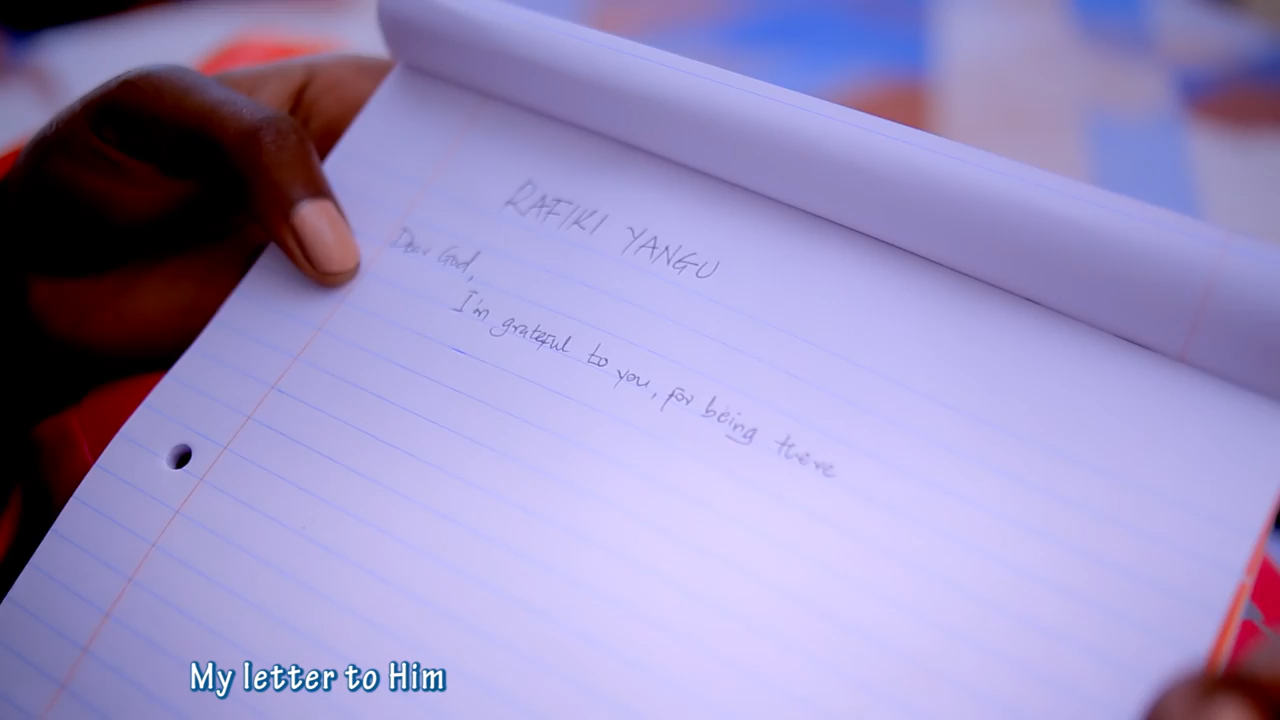 RAFIKI YANGU
Dear God,
I'm grateful to you, for being there
My letter to Him